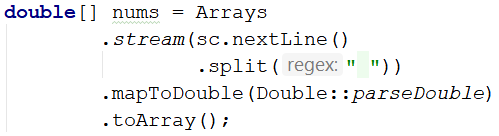 double[] nums = Arrays
.stream(sc.nextLine()
.split( regex: " "))
.mapToDouble(Double::parseDouble)
.toArray();